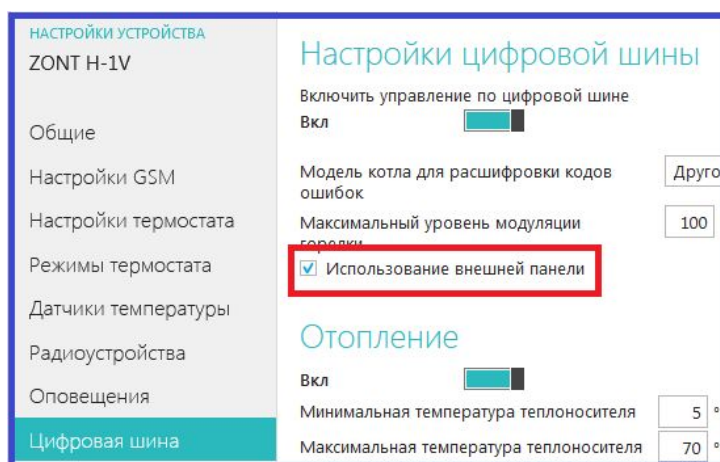 НАСТРОЙКИ УСТРОЙСТВА
ZONT H-1V
Общие
Настройки GSM
Настройки термостата
Режимы термостата
Датчики температуры
Радиоустройства
Оповещения
Цифровая шина
Настройки цифровой шины
Включить управление по цифровой шине
Вкл
Модель котла для расшифровки кодов Друго
ошибок
Максимальный уровень модуляции 100
горелки
Использование внешней панели
Отопление
Вкл
Минимальная температура теплоносителя 5 °
Максимальная температура теплоносителя 70 °